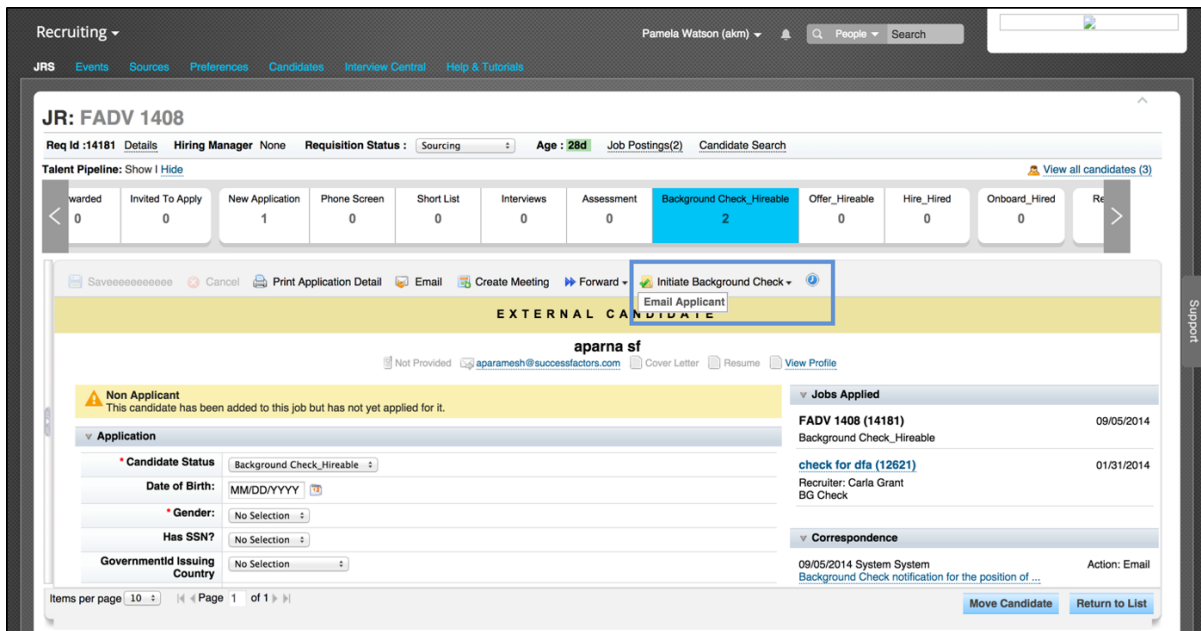 Recruiting
Pamela Watson (akm)
People
Search
JRS Events Sources Preferences Candidates Interview Central Help & Tutorials
JR: FADV 1408
Req Id :14181 Details Hiring Manager None Requisition Status : Sourcing Age : 28d Job Postings(2) Candidate Search
Talent Pipeline: Show I Hide
View all candidates (3)
warded Invited To Apply New Application Phone Screen Short List Interviews Assessment Background Check_Hireable Offer_Hireable Hire_Hired Onboard_Hired Re
0 0 1 0 0 0 0 2 0 0 0
Saveeeeeeeeeee Cancel Print Application Detail Email Create Meeting Forward Initiate Background Check
Email Applicant
EXTERNAL CANDIDATE
aparna sf
Not Provided aparamesh@successfactors.com Cover Letter Resume View Profile
Non Applicant
This candidate has been added to this job but has not yet applied for it.
Application
* Candidate Status Background Check_Hireable
Date of Birth: MM/DD/YYYY
* Gender: No Selection
Has SSN? No Selection
GovernmentId Issuing
Country No Selection
Jobs Applied
FADV 1408 (14181) 09/05/2014
Background Check_Hireable
check for dfa (12621) 01/31/2014
Recruiter: Carla Grant
BG Check
Correspondence
09/05/2014 System System Action: Email
Background Check notification for the position of ...
Items per page 10 Page 1 of 1
Move Candidate Return to List
Support